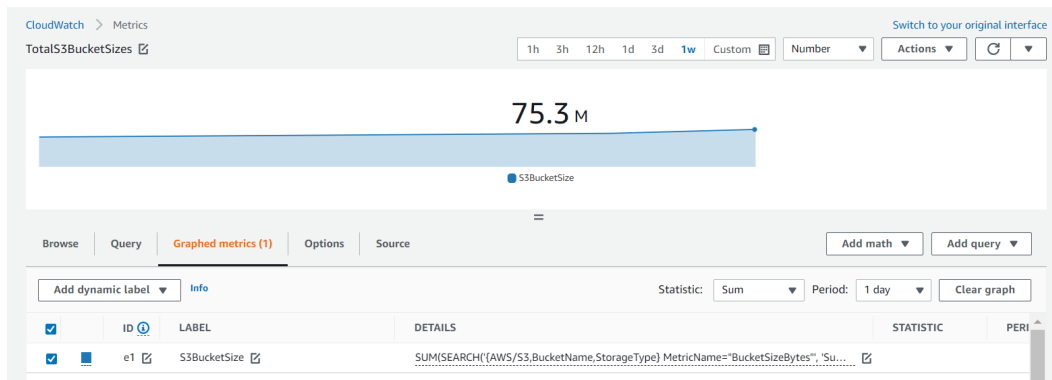 CloudWatch > Metrics Switch to your original interface
TotalS3BucketSizes 1h 3h 12h 1d 3d 1w Custom Number Actions
75.3 M
S3BucketSize
=
Browse Query Graphed metrics (1) Options Source Add math Add query
Add dynamic label Info Statistic: Sum Period: 1 day Clear graph
ID LABEL DETAILS STATISTIC PERI
e1 S3BucketSize SUM(SEARCH('{AWS/S3,BucketName,StorageType} MetricName="BucketSizeBytes"', 'Su...